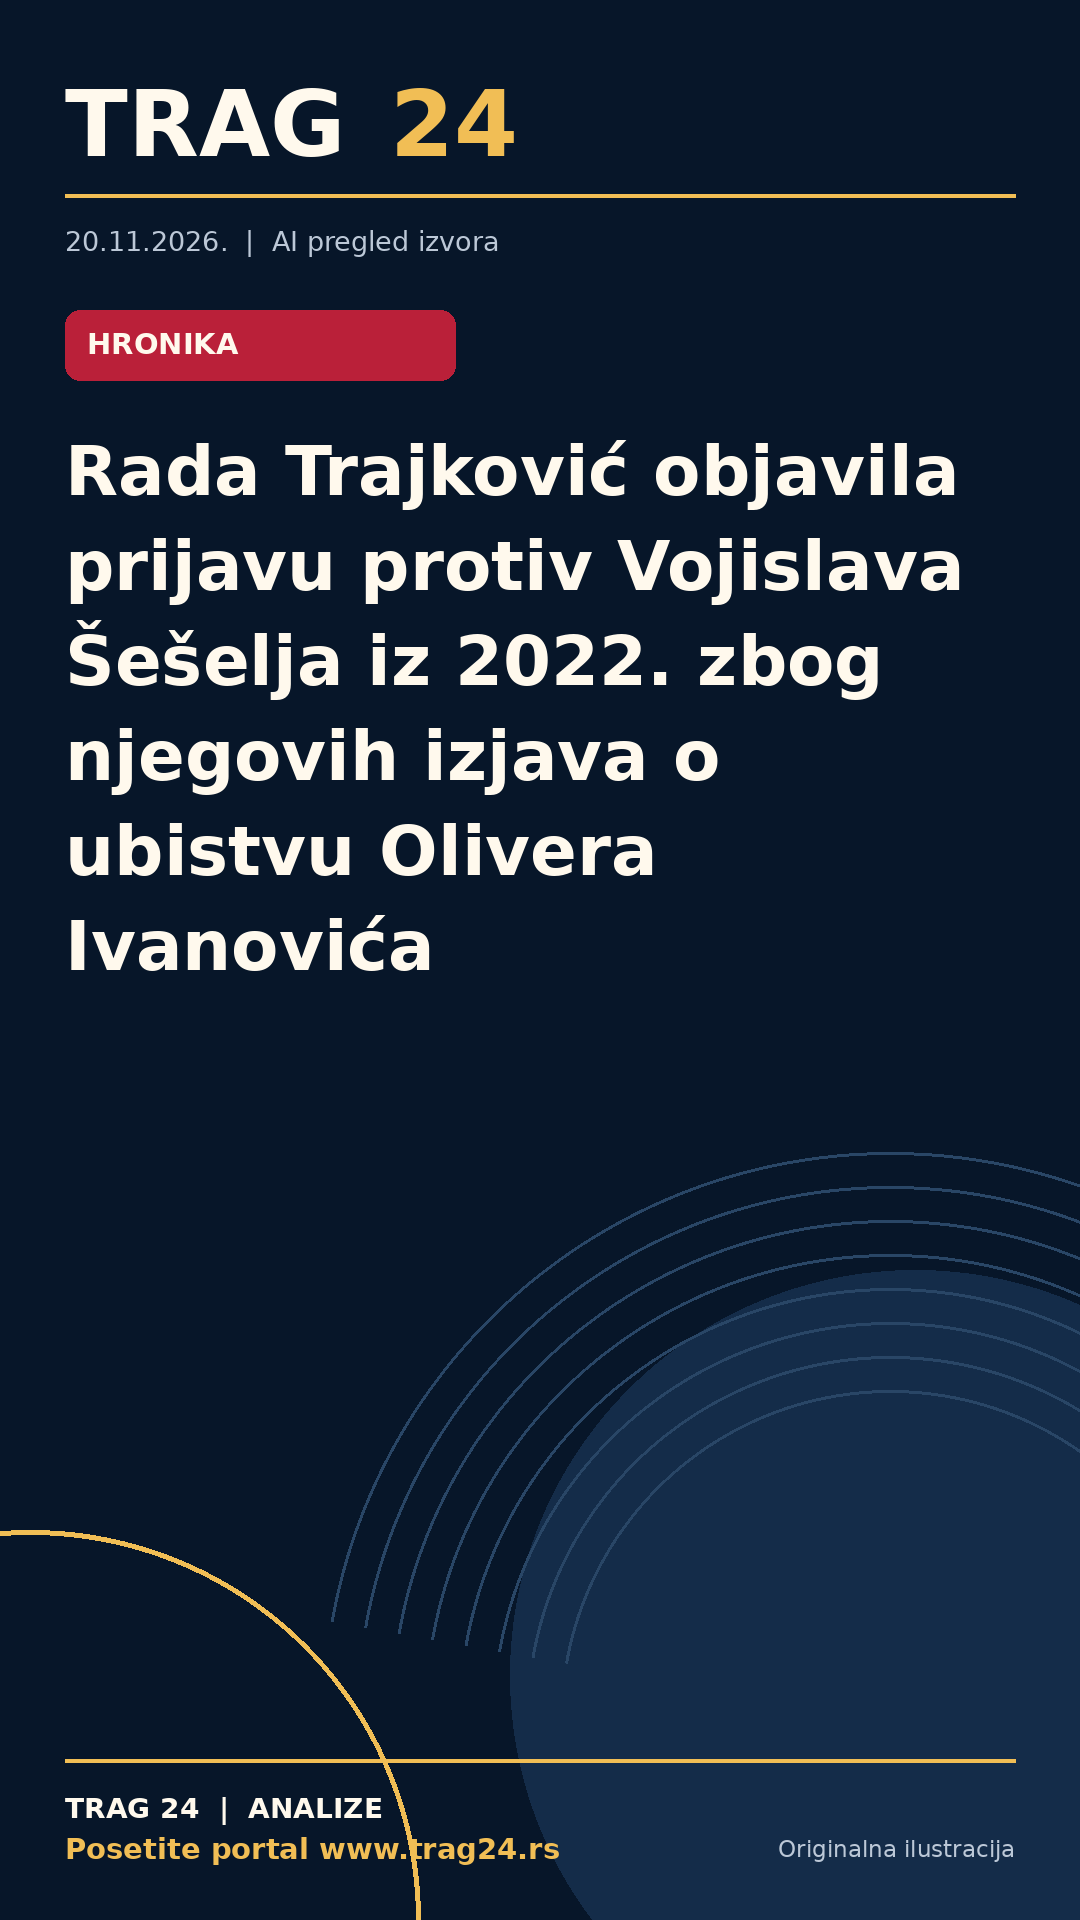 TRAG 24
20.11.2026. | AI pregled izvora
HRONIKA
Rada Trajković objavila
prijavu protiv Vojislava
Šešelja iz 2022. zbog
njegovih izjava o
ubistvu Olivera
Ivanovića
TRAG 24 | ANALIZE
Posetite portal www.trag24.rs
Originalna ilustracija